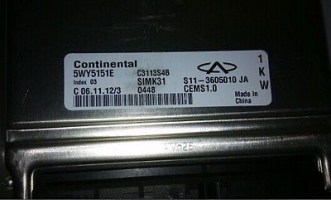 Continental
5WY5151E C3113S4B
Index 03 SIMK31 S11-3605010 JA
C 06.11.12/3 0448 CEMS1.0
Made in
China
1
K
W